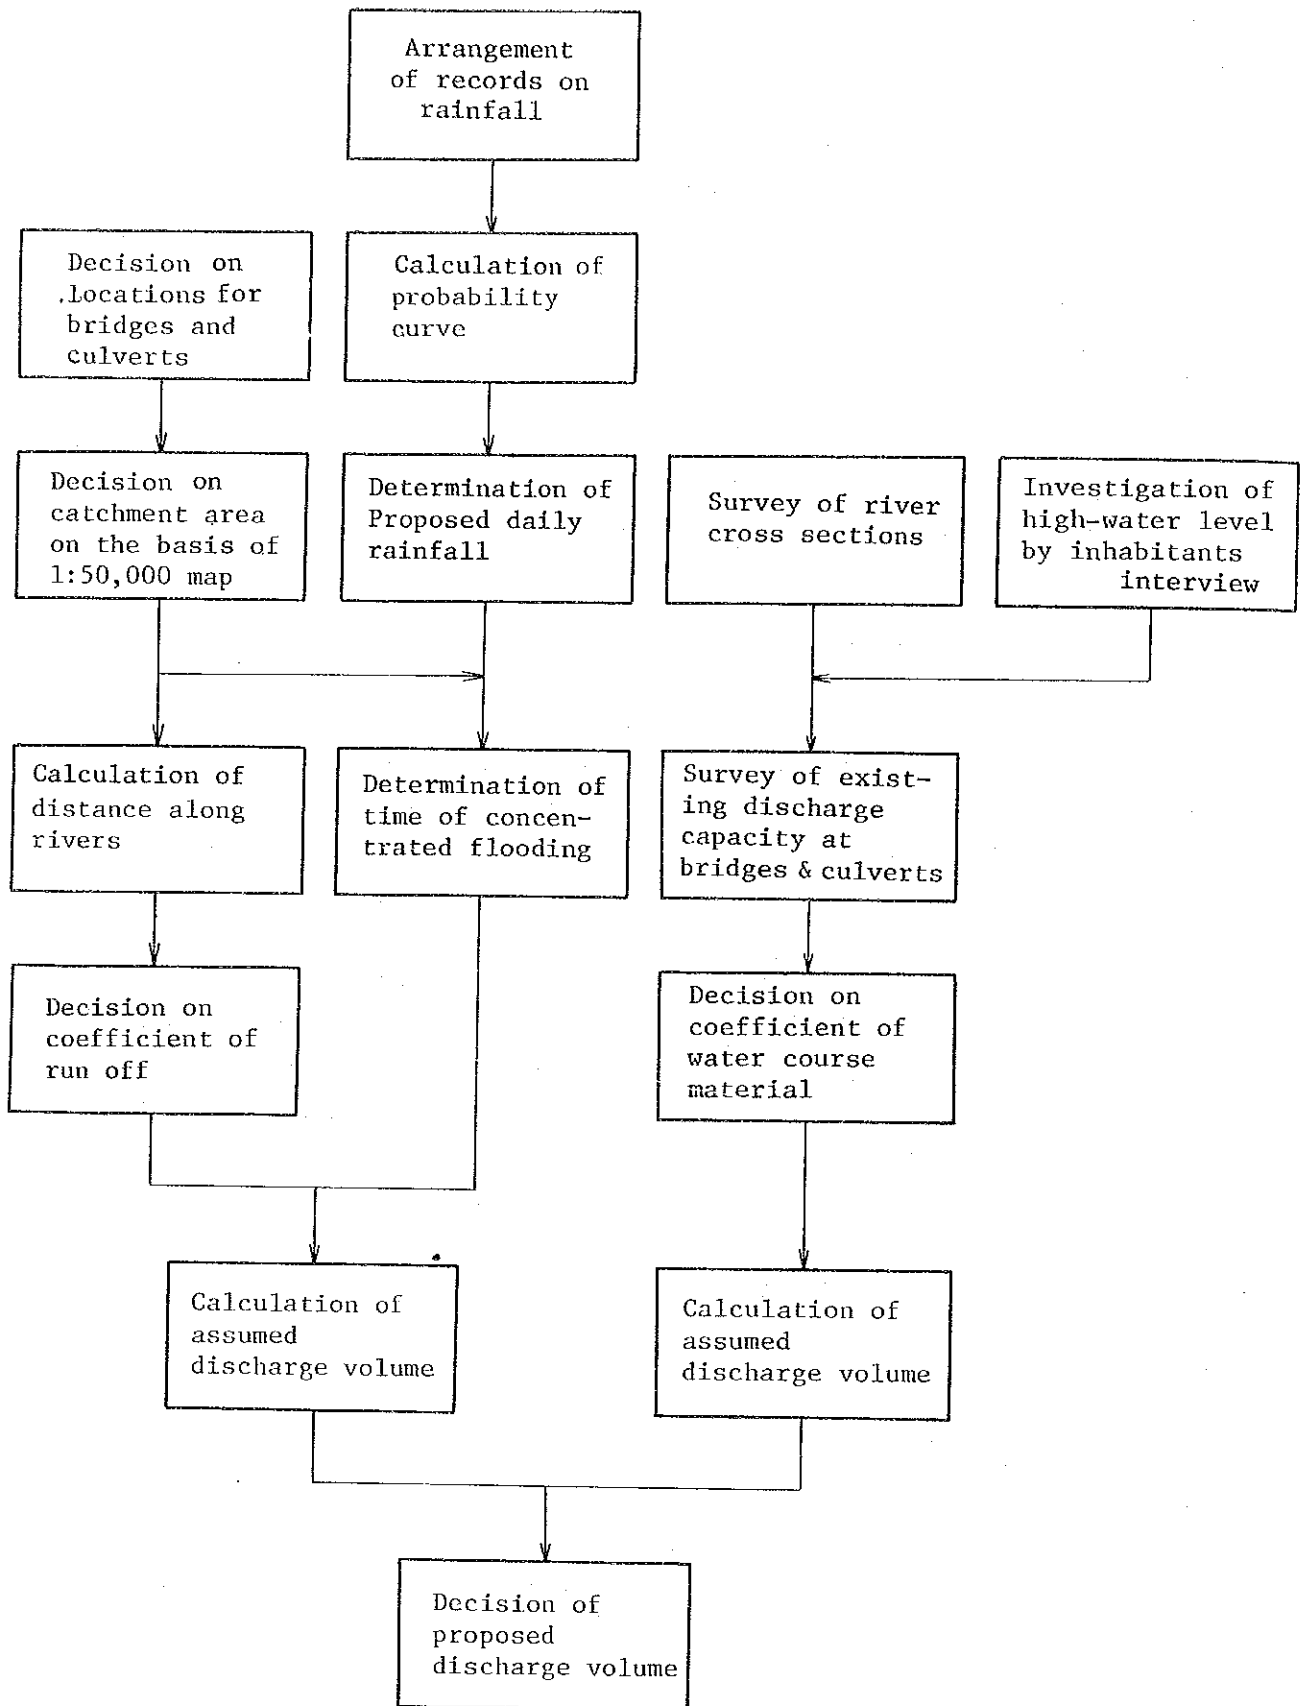 Arrangement
of records on
rainfall
Decision on
.Locations for
bridges and
culverts
Calculation of
probability
curve
Decision on
catchment area
on the basis of
1:50,000 map
Determination of
Proposed daily
rainfall
Survey of river
cross sections
Investigation of
high-water level
by inhabitants
interview
Calculation of
distance along
rivers
Determination of
time of concen-
trated flooding
Survey of exist-
ing discharge
capacity at
bridges & culverts
Decision on
coefficient of
run off
Decision on
coefficient of
water course
material
Calculation of
assumed
discharge volume
Calculation of
assumed
discharge volume
Decision of
proposed
discharge volume